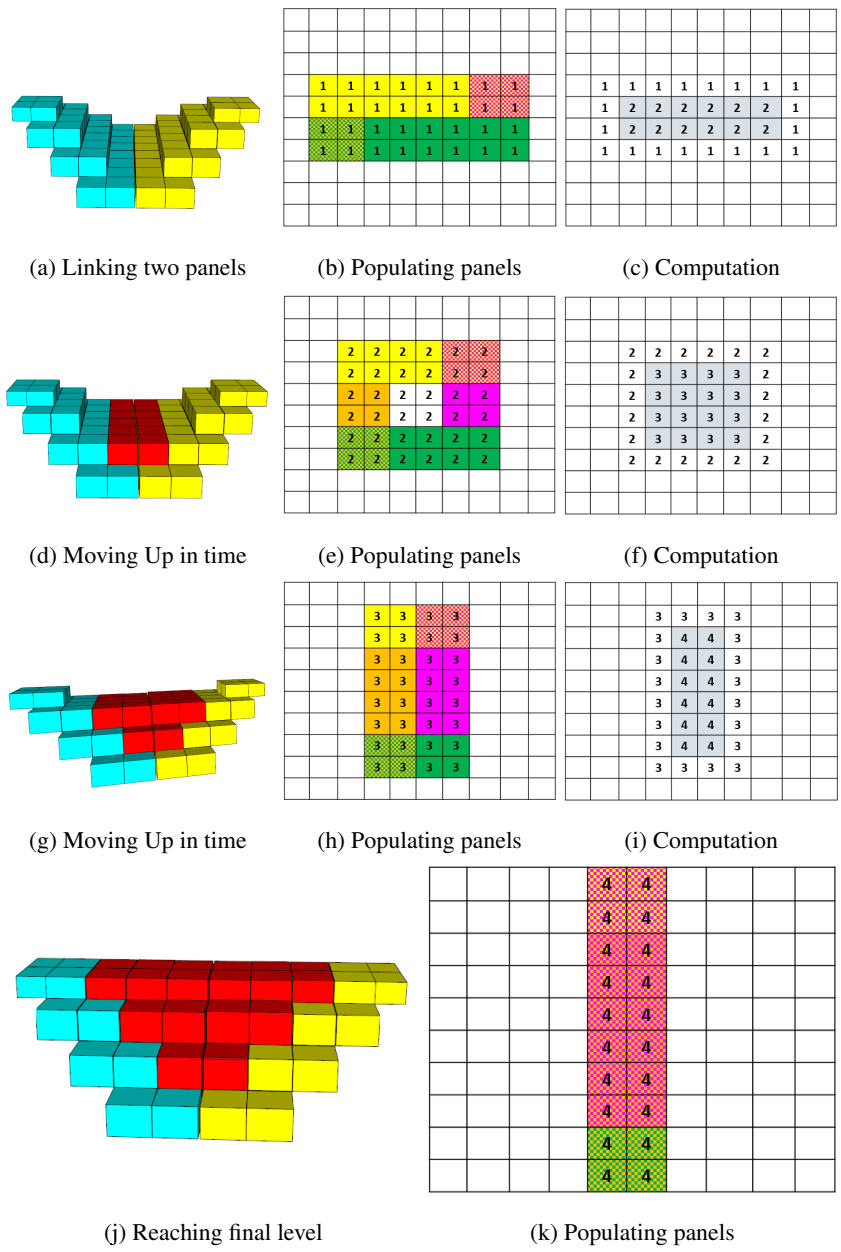 1 1 1 1 1 1 1 1
1 1 1 1 1 1 1 1
1 1 1 1 1 1 1 1
1 1 1 1 1 1 1 1
1 1 1 1 1 1 1 1
1 2 2 2 2 2 2 1
1 2 2 2 2 2 2 1
1 1 1 1 1 1 1 1
(a) Linking two panels (b) Populating panels (c) Computation
2 2 2 2 2 2
2 2 2 2 2 2
2 2 2 2 2 2
2 2 2 2 2 2
2 2 2 2 2 2
2 2 2 2 2 2
2 2 2 2 2 2
2 3 3 3 3 2
2 3 3 3 3 2
2 3 3 3 3 2
2 3 3 3 3 2
2 2 2 2 2 2
(d) Moving Up in time (e) Populating panels (f) Computation
3 3 3 3
3 3 3 3
3 3 3 3
3 3 3 3
3 3 3 3
3 3 3 3
3 3 3 3
3 3 3 3
3 3 3 3
3 4 4 3
3 4 4 3
3 4 4 3
3 4 4 3
3 4 4 3
3 4 4 3
3 3 3 3
(g) Moving Up in time (h) Populating panels (i) Computation
4 4
4 4
4 4
4 4
4 4
4 4
4 4
4 4
4 4
4 4
(j) Reaching final level (k) Populating panels